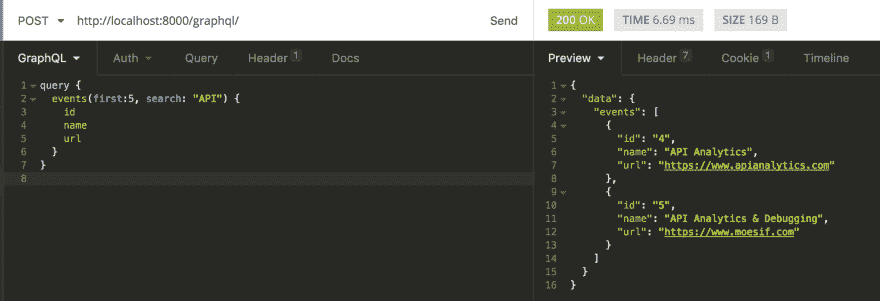 POST http://localhost:8000/graphql/ Send 200 OK TIME 6.69 ms SIZE 169 B
GraphQL Auth Query Header 1 Docs Preview Header 7 Cookie 1 Timeline
1 query {
2 events(first:5, search: "API") {
3 id
4 name
5 url
6 }
7 }
8
1 {
2 "data": {
3 "events": [
4 {
5 "id": "4",
6 "name": "API Analytics",
7 "url": "https://www.apianalytics.com"
8 },
9 {
10 "id": "5",
11 "name": "API Analytics & Debugging",
12 "url": "https://www.moesif.com"
13 }
14 ]
15 }
16 }